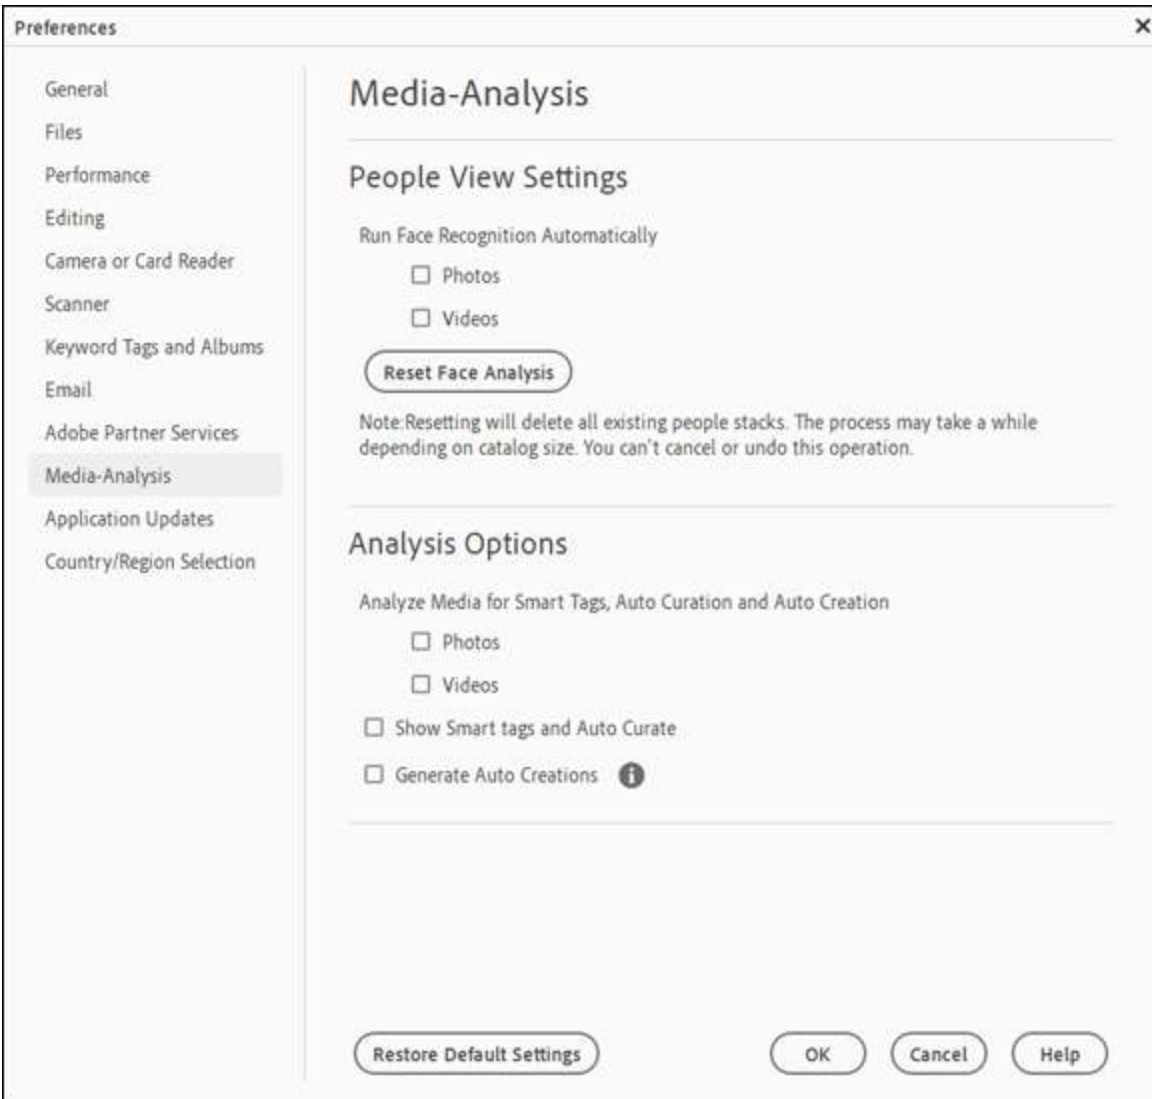 Preferences
General
Files
Performance
Editing
Camera or Card Reader
Scanner
Keyword Tags and Albums
Email
Adobe Partner Services
Media-Analysis
Application Updates
Country/Region Selection
Media-Analysis
People View Settings
Run Face Recognition Automatically
Photos
Videos
Reset Face Analysis
Note:Resetting will delete all existing people stacks. The process may take a while
depending on catalog size. You can't cancel or undo this operation.
Analysis Options
Analyze Media for Smart Tags, Auto Curation and Auto Creation
Photos
Videos
Show Smart tags and Auto Curate
Generate Auto Creations
Restore Default Settings
OK
Cancel
Help